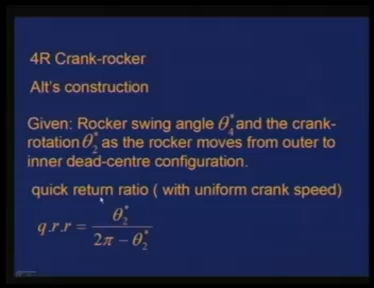 4R Crank-rocker
Alt's construction
Given: Rocker swing angle θ₄* and the crank-
rotation θ₂* as the rocker moves from outer to
inner dead-centre configuration.
quick return ratio ( with uniform crank speed)
q.r.r = θ₂* / (2π − θ₂*)